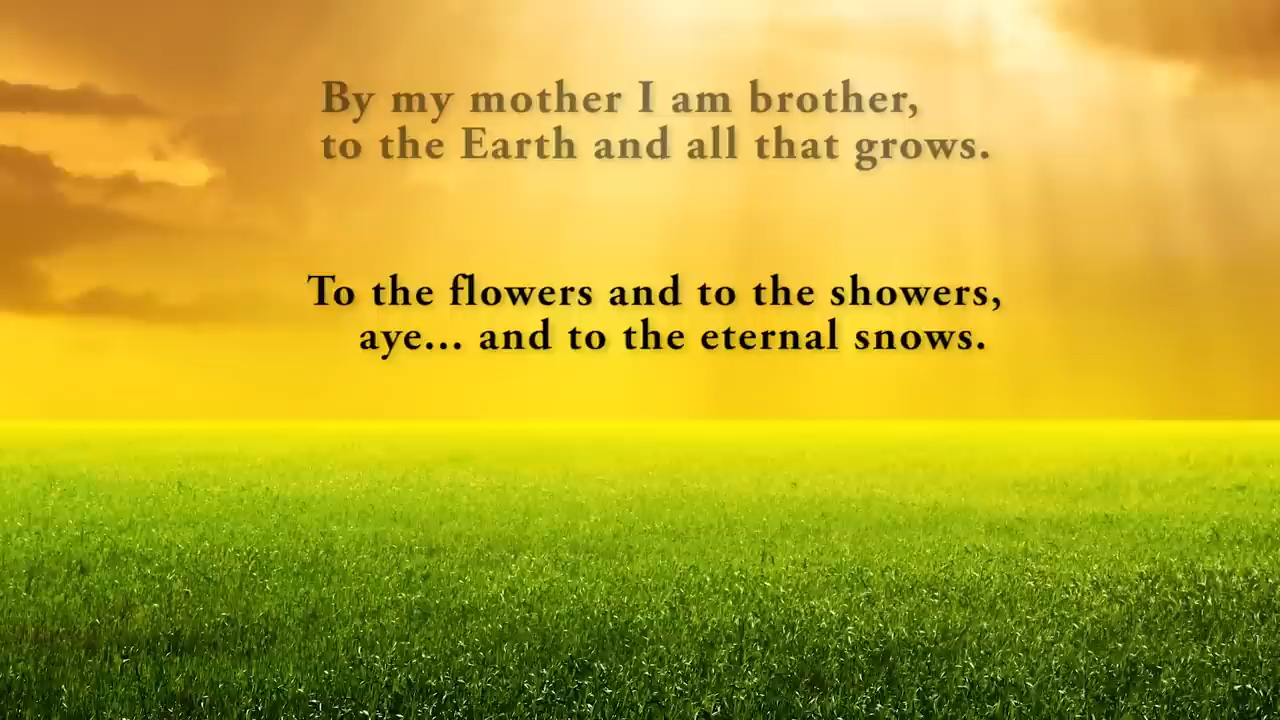 By my mother I am brother,
to the Earth and all that grows.
To the flowers and to the showers,
aye... and to the eternal snows.